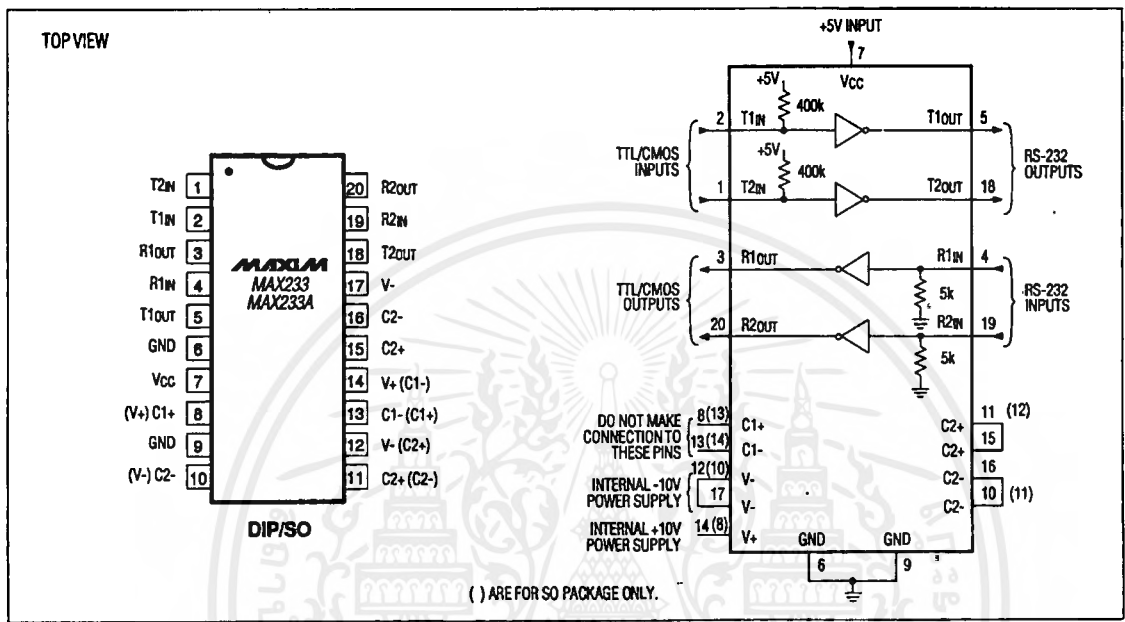 TOP VIEW
T2IN 1
T1IN 2
R1OUT 3
R1IN 4
T1OUT 5
GND 6
VCC 7
(V+) C1+ 8
GND 9
(V-) C2- 10
MAXIM
MAX233
MAX233A
20 R2OUT
19 R2IN
18 T2OUT
17 V-
16 C2-
15 C2+
14 V+ (C1-)
13 C1- (C1+)
12 V- (C2+)
11 C2+ (C2-)
DIP/SO
+5V INPUT
7
VCC
+5V
400k
2 T1IN T1OUT 5
TTL/CMOS
INPUTS
+5V
400k
1 T2IN T2OUT 18
RS-232
OUTPUTS
3 R1OUT R1IN 4
TTL/CMOS
OUTPUTS
5k
20 R2OUT R2IN 19
5k
RS-232
INPUTS
DO NOT MAKE
CONNECTION TO
THESE PINS
8(13) C1+
13(14) C1-
INTERNAL -10V
POWER SUPPLY
12(10) V-
17 V-
INTERNAL +10V
POWER SUPPLY
14(8) V+
11 (12)
C2+
15
C2+
16
C2-
10 (11)
C2-
GND GND
6 9
( ) ARE FOR SO PACKAGE ONLY.